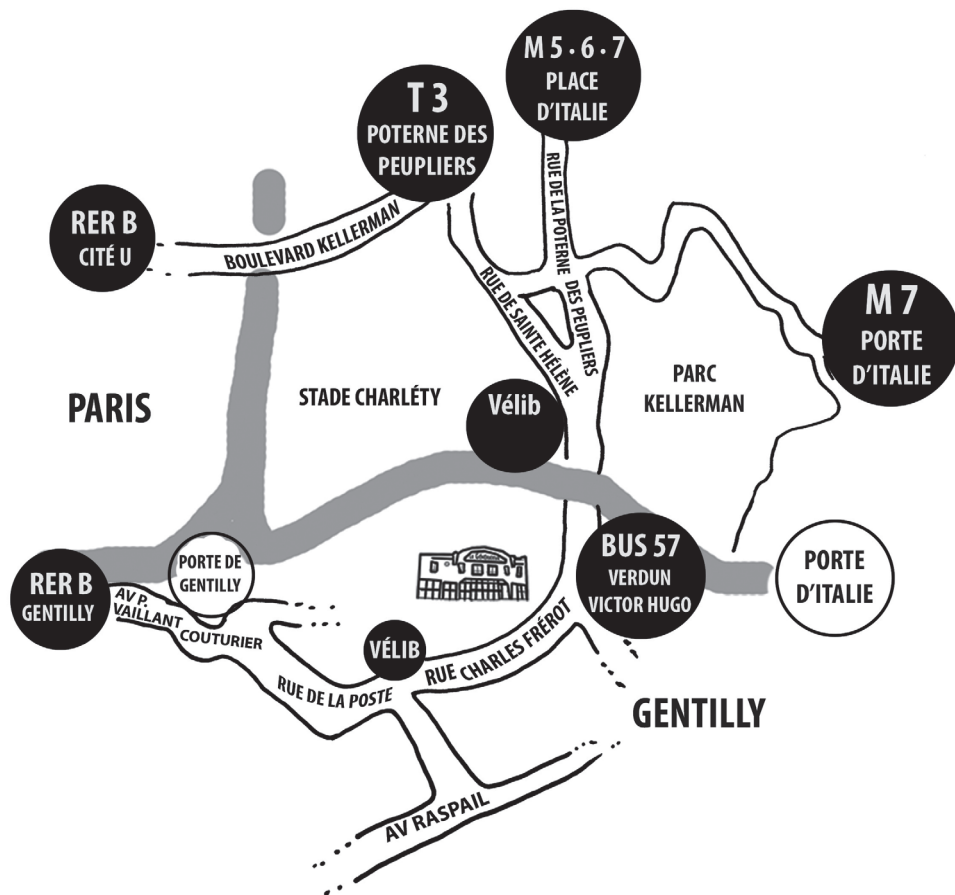 M 5 · 6 · 7
PLACE
D'ITALIE
T 3
POTERNE DES
PEUPLIERS
RER B
CITÉ U
BOULEVARD KELLERMAN
RUE DE LA POTERNE DES PEUPLIERS
RUE DE SAINTE HÉLÈNE
M 7
PORTE
D'ITALIE
PARC
KELLERMAN
STADE CHARLÉTY
PARIS
Vélib
BUS 57
VERDUN
VICTOR HUGO
PORTE
D'ITALIE
PORTE DE
GENTILLY
RER B
GENTILLY
AV P.
VAILLANT
COUTURIER
VÉLIB
RUE CHARLES FRÉROT
RUE DE LA POSTE
GENTILLY
AV RASPAIL